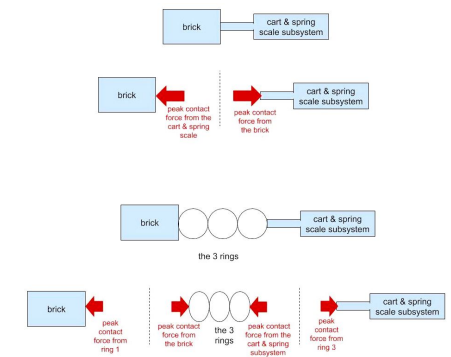 brick
cart & spring
scale subsystem
brick
cart & spring
scale subsystem
peak contact
force from the
cart & spring
scale
peak contact
force from
the brick
brick
cart & spring
scale subsystem
the 3 rings
brick
cart & spring
scale subsystem
peak
contact
force from
ring 1
peak contact
force from
the brick
the 3
rings
peak contact
force from the
cart & spring
subsystem
peak
contact
force from
ring 3